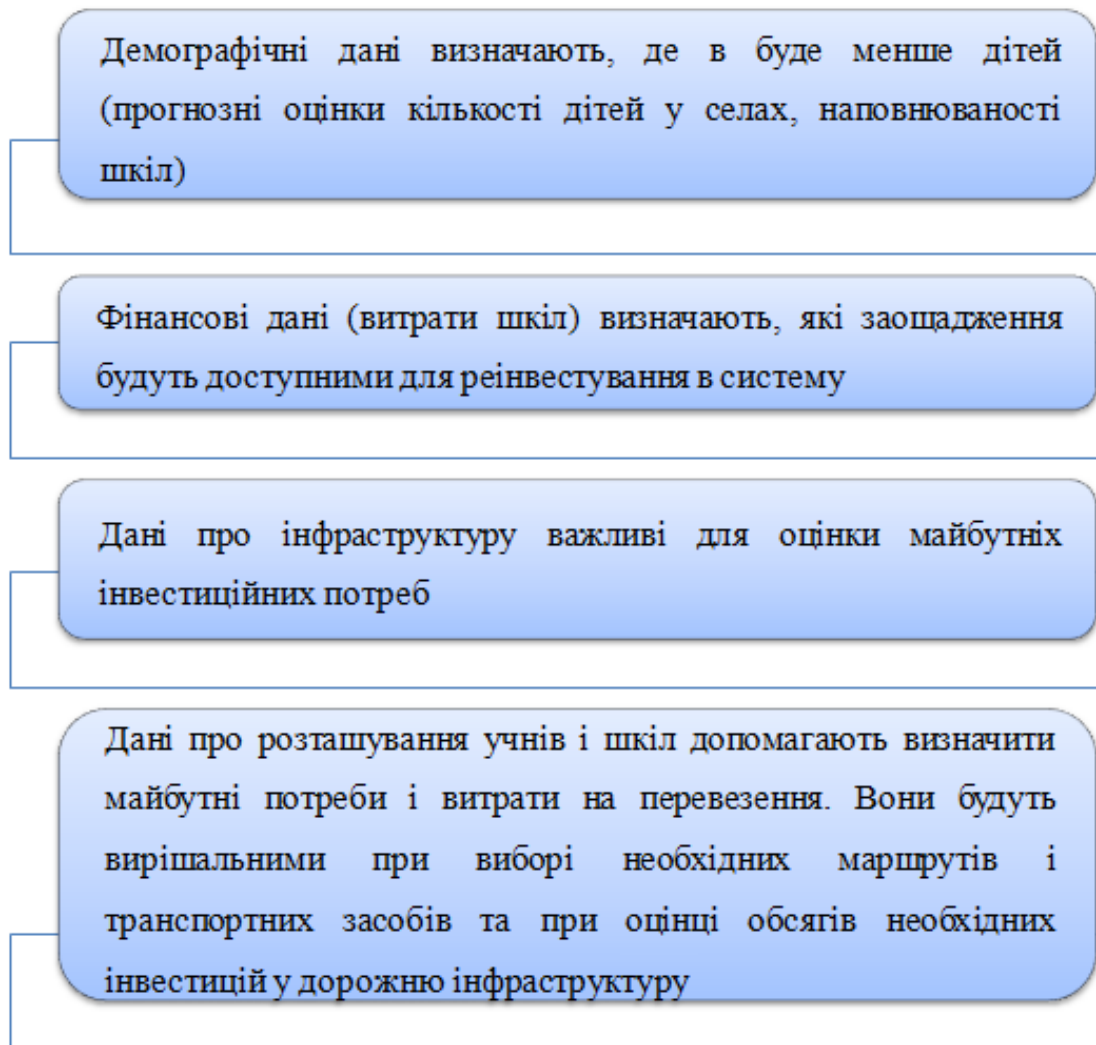 Демографічні дані визначають, де в буде менше дітей
(прогнозні оцінки кількості дітей у селах, наповнюваності
шкіл)
Фінансові дані (витрати шкіл) визначають, які заощадження
будуть доступними для реінвестування в систему
Дані про інфраструктуру важливі для оцінки майбутніх
інвестиційних потреб
Дані про розташування учнів і шкіл допомагають визначити
майбутні потреби і витрати на перевезення. Вони будуть
вирішальними при виборі необхідних маршрутів і
транспортних засобів та при оцінці обсягів необхідних
інвестицій у дорожню інфраструктуру